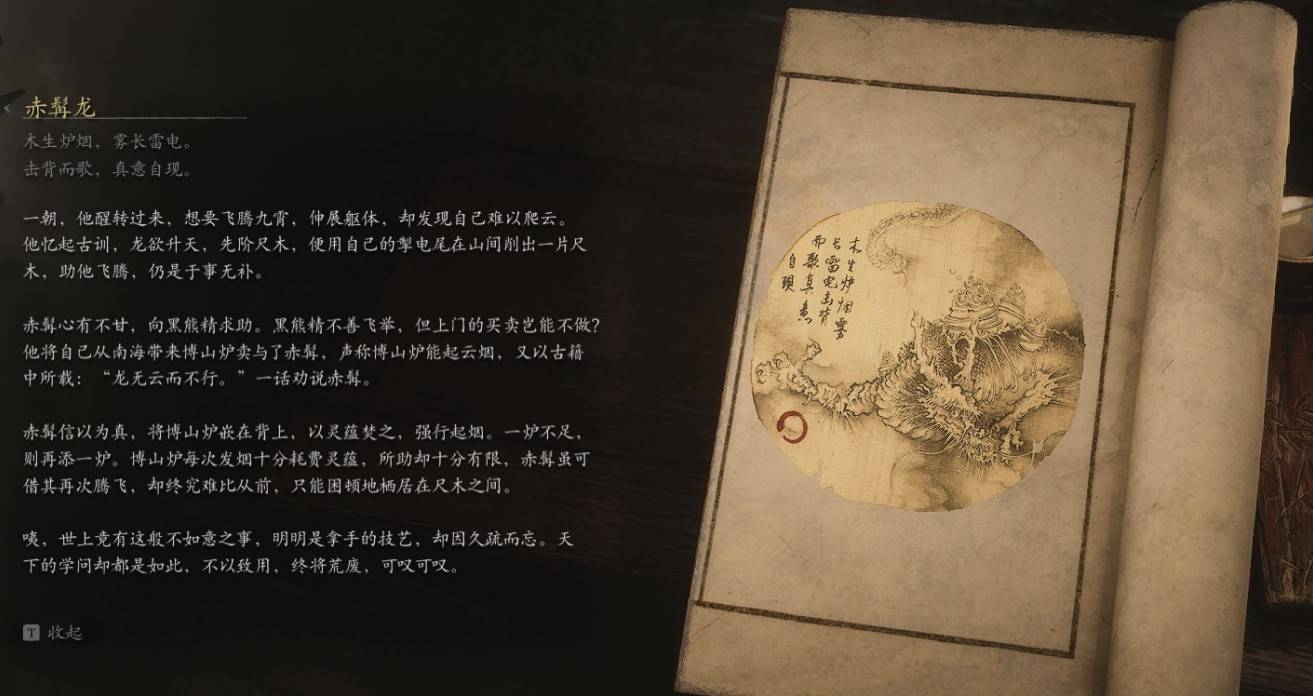 赤髯龙
木生炉烟，雾长雷电。
击背而歌，真意自现。
一朝，他醒转过来，想要飞腾九霄，伸展躯体，却发现自己难以爬云。
他忆起古训，龙欲升天，先阶尺木，便用自己的掣电尾在山间削出一片尺
木，助他飞腾，仍是于事无补。
赤髯心有不甘，向黑熊精求助。黑熊精不善飞举，但上门的买卖岂能不做？
他将自己从南海带来博山炉卖与了赤髯，声称博山炉能起云烟，又以古籍
中所载：“龙无云而不行。”一话劝说赤髯。
赤髯信以为真，将博山炉嵌在背上，以灵蕴焚之，强行起烟。一炉不足，
则再添一炉。博山炉每次发烟十分耗费灵蕴，所助却十分有限，赤髯虽可
借其再次腾飞，却终究难比从前，只能困顿地栖居在尺木之间。
咦，世上竟有这般不如意之事，明明是拿手的技艺，却因久疏而忘。天
下的学问却都是如此，不以致用，终将荒废，可叹可叹。
T 收起
木生炉烟雾
长雷电击背
而歌真意
自现